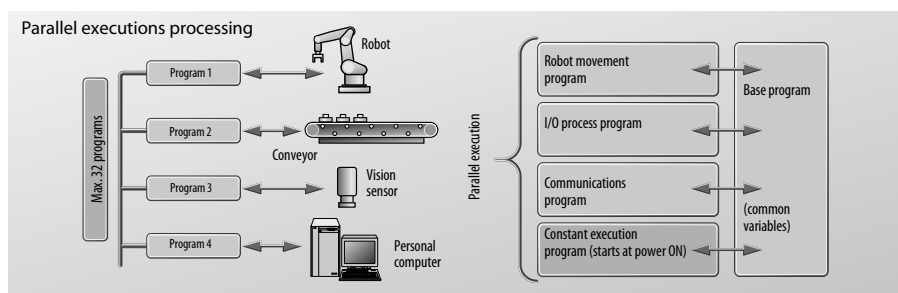 Parallel executions processing
Max. 32 programs
Program 1
Robot
Program 2
Conveyor
Program 3
Vision
sensor
Program 4
Personal
computer
Parallel execution
Robot movement
program
I/O process program
Communications
program
Constant execution
program (starts at power ON)
Base program
(common
variables)